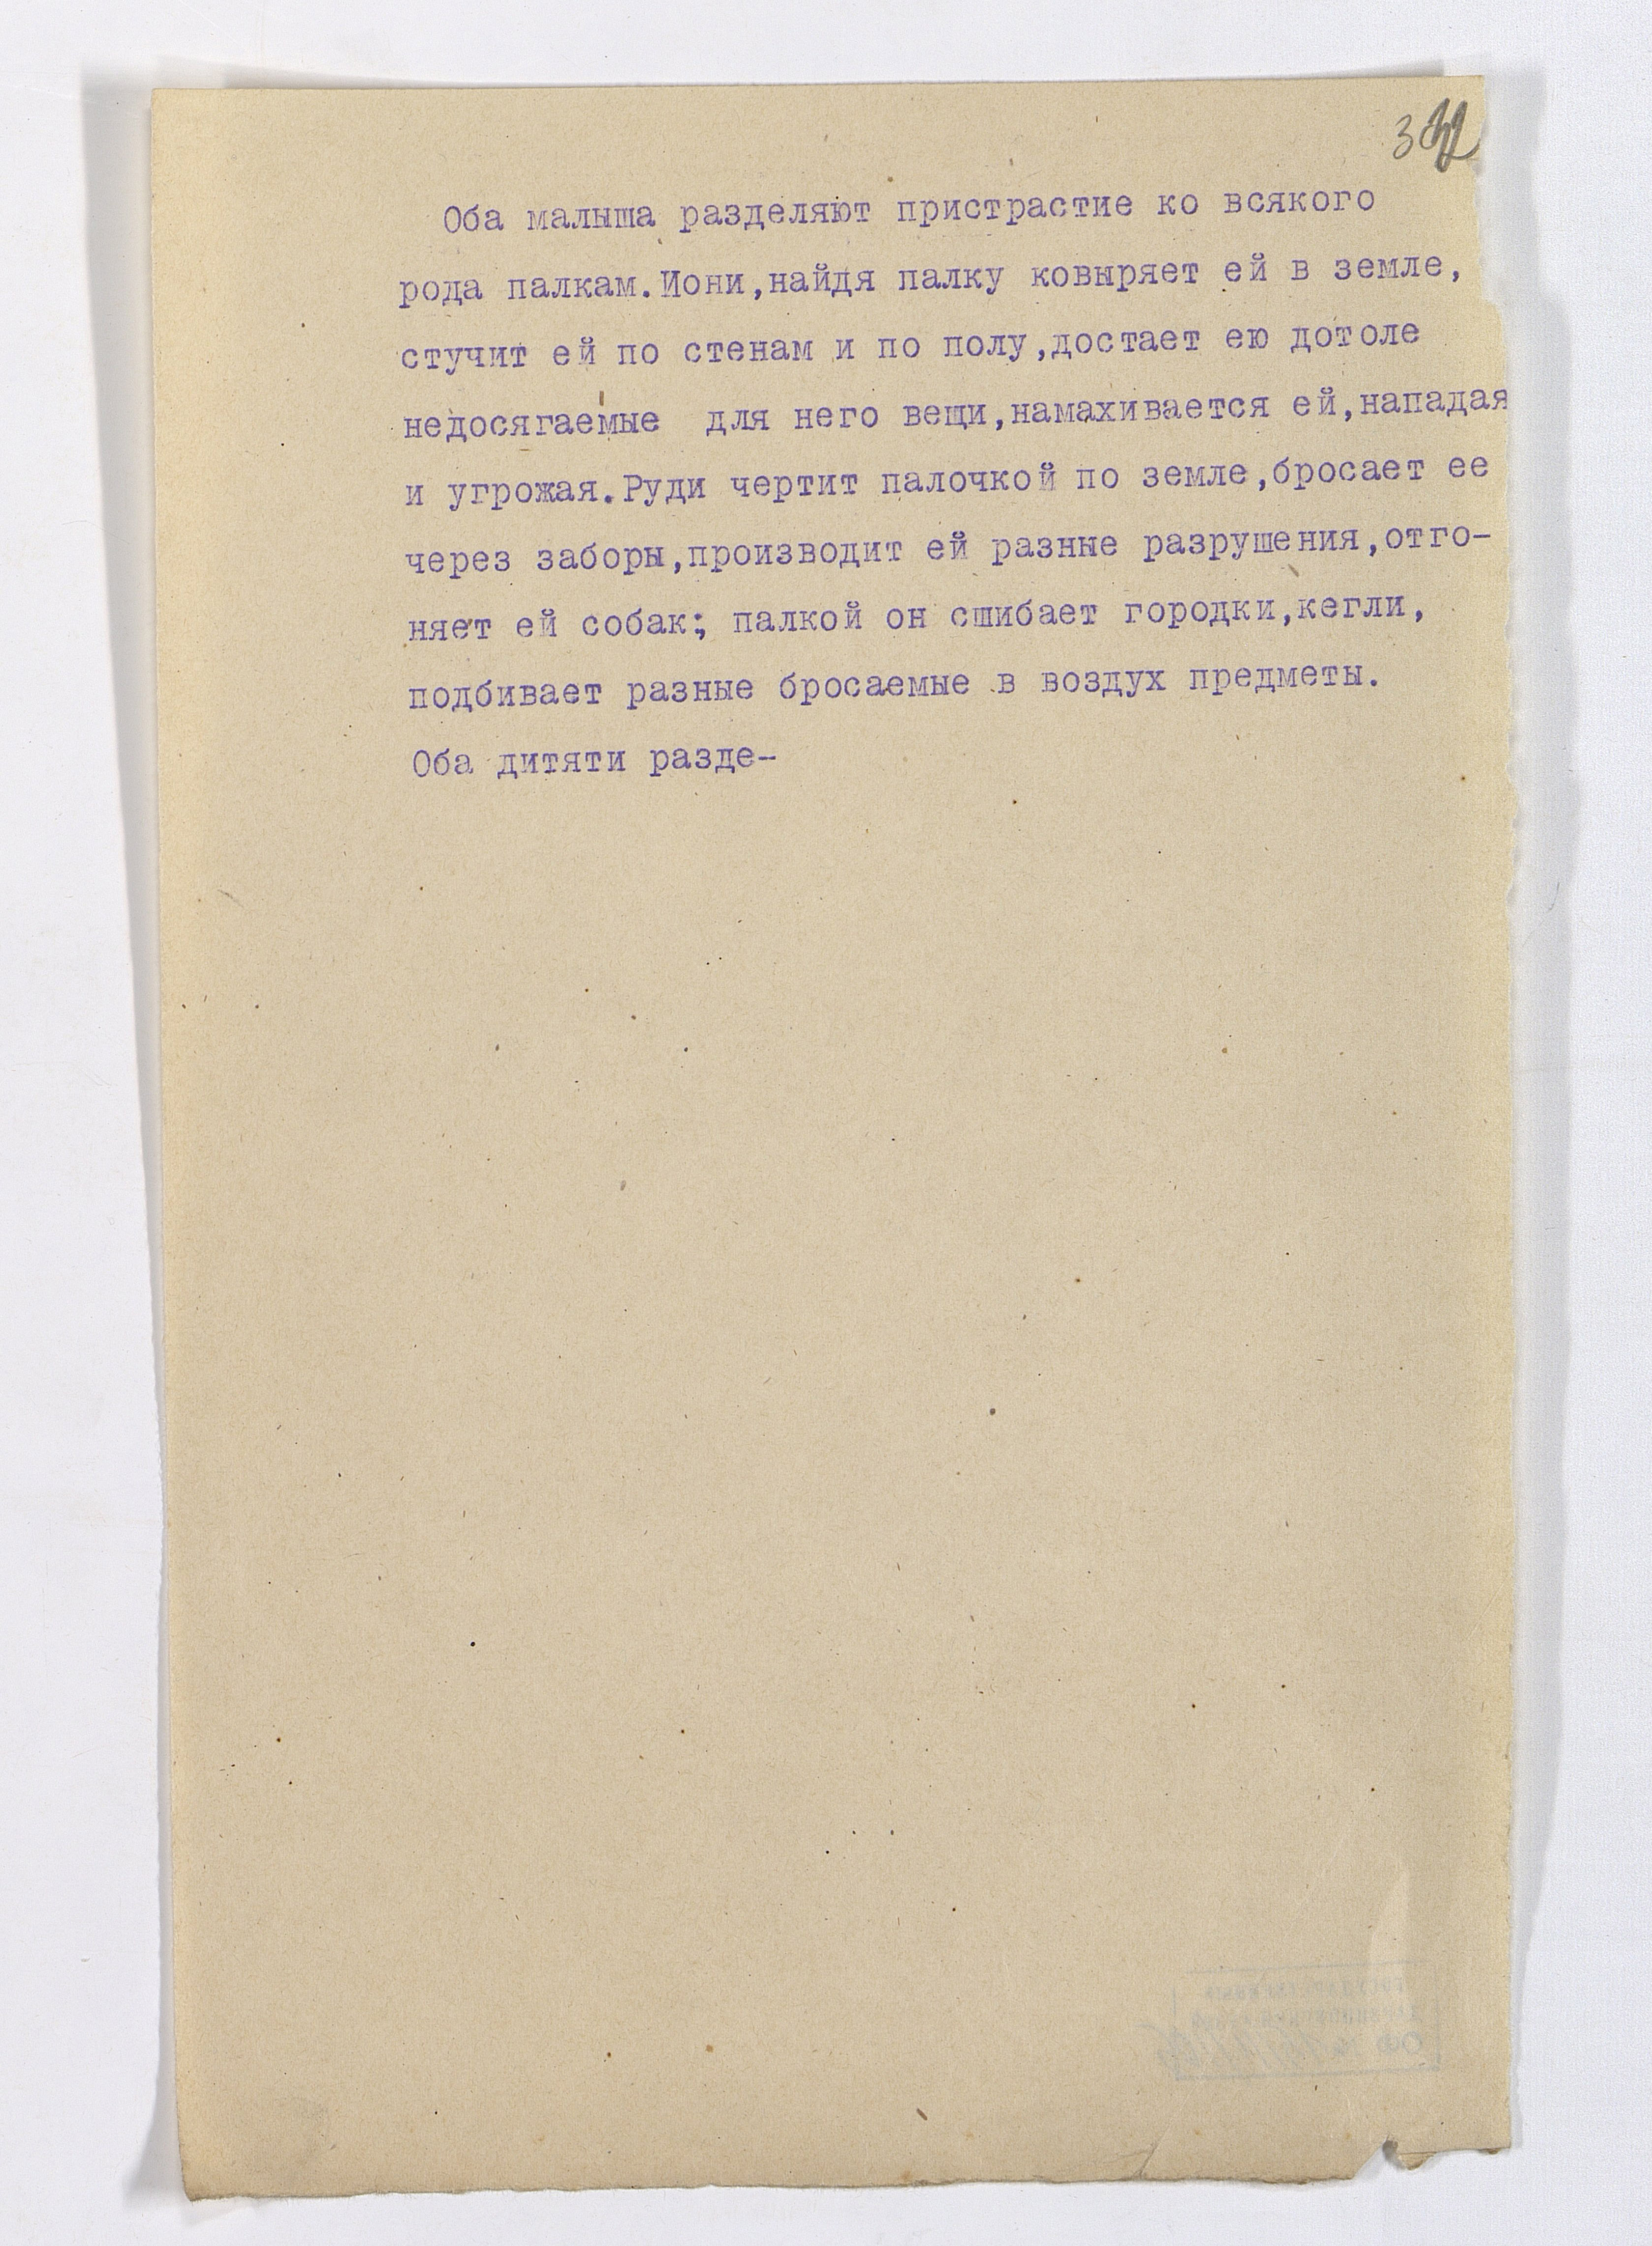 Оба малыша разделяют пристрастие ко всякого
рода палкам.Иони,найдя палку ковыряет ей в земле,
стучит ей по стенам и по полу,достает ею дотоле
недосягаемые  для него вещи,намахивается ей,нападая
и угрожая.Руди чертит палочкой по земле,бросает ее
через заборы,производит ей разные разрушения,отго-
няет ей собак; палкой он сшибает городки,кегли,
подбивает разные бросаемые в воздух предметы.
Оба дитяти разде-